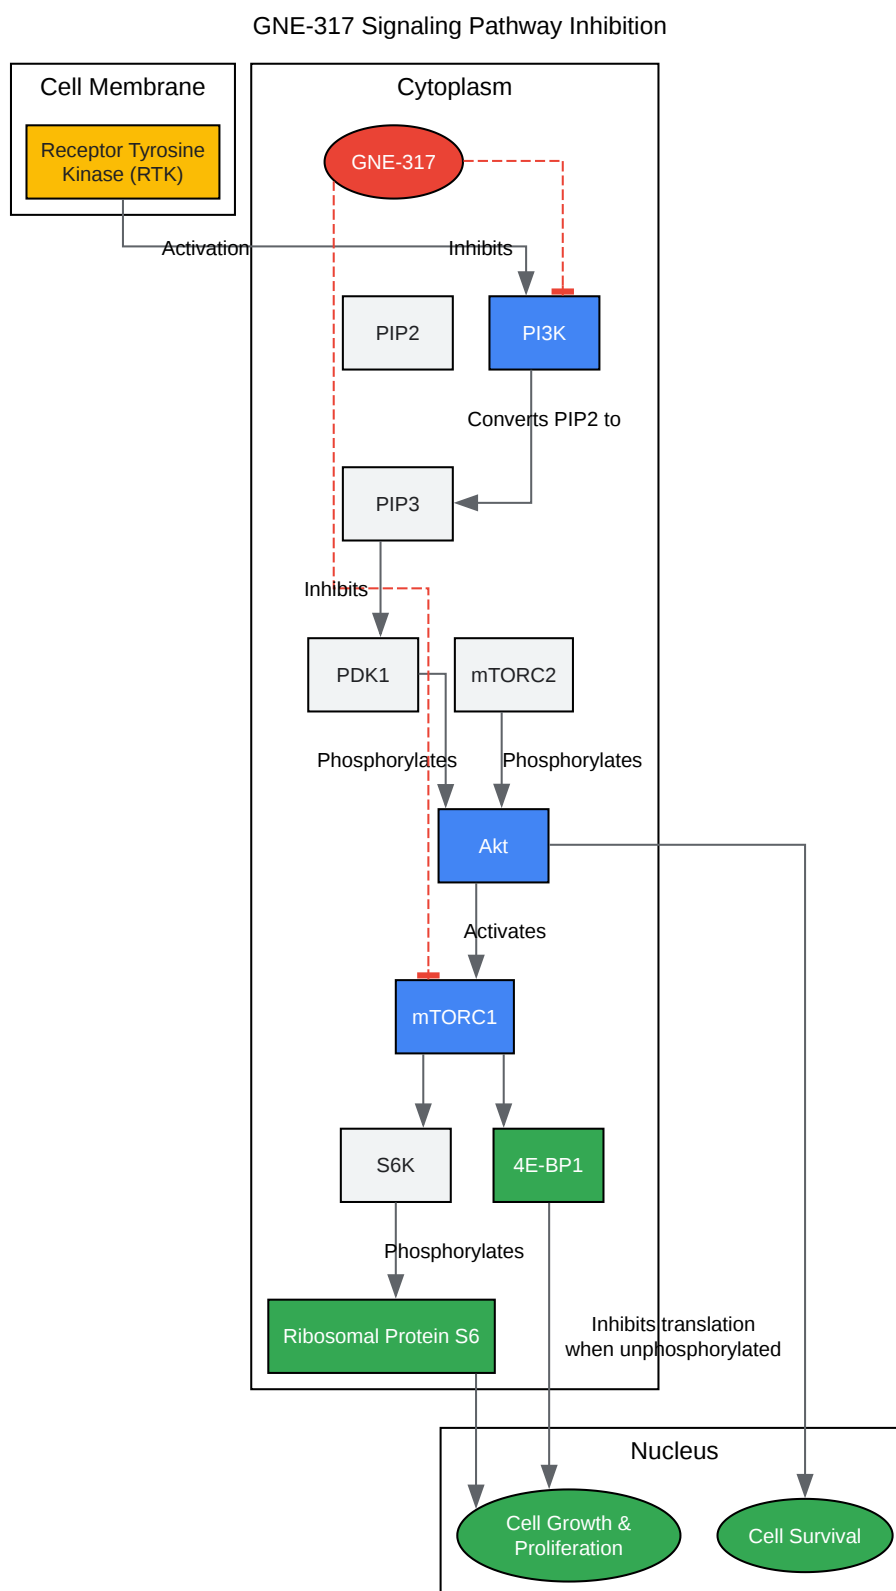 GNE-317 Signaling Pathway Inhibition
Cell Membrane
Cytoplasm
Receptor Tyrosine
Kinase (RTK)
GNE-317
Activation
Inhibits
PIP2
PI3K
Converts PIP2 to
PIP3
Inhibits
PDK1
mTORC2
Phosphorylates
Phosphorylates
Akt
Activates
mTORC1
S6K
4E-BP1
Phosphorylates
Ribosomal Protein S6
Inhibits translation
when unphosphorylated
Nucleus
Cell Growth &
Proliferation
Cell Survival